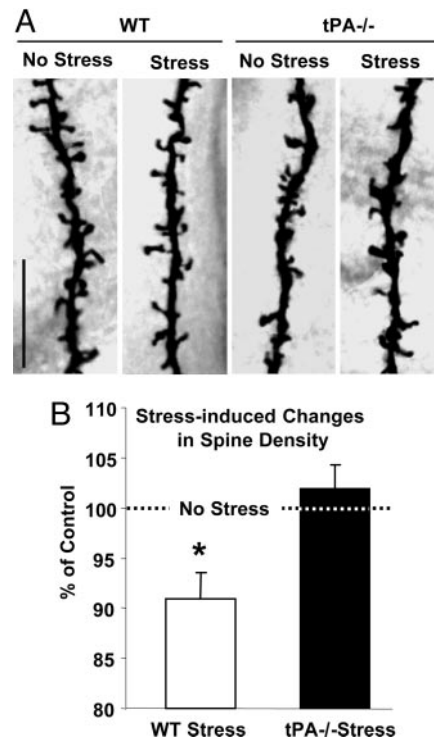 A
WT
tPA-/-
No Stress Stress No Stress Stress
B
Stress-induced Changes
in Spine Density
% of Control
110
105
100
95
90
85
80
No Stress
*
WT Stress tPA-/-Stress